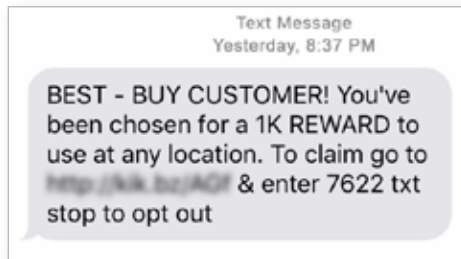 Text Message
Yesterday, 8:37 PM
BEST - BUY CUSTOMER! You've
been chosen for a 1K REWARD to
use at any location. To claim go to
& enter 7622 txt
stop to opt out